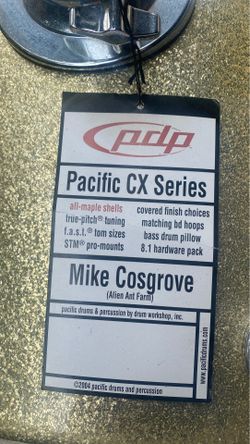 pdp
Pacific CX Series
all-maple shells
true-pitch® tuning
f.a.s.t.® tom sizes
STM® pro-mounts
covered finish choices
matching bd hoops
bass drum pillow
8.1 hardware pack
Mike Cosgrove
(Alien Ant Farm)
pacific drums & percussion by drum workshop, inc.
www.pacificdrums.com
©2004 pacific drums and percussion